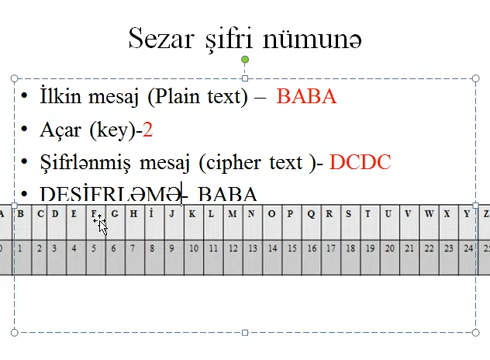 Sezar şifri nümunə
• İlkin mesaj (Plain text) – BABA
• Açar (key)-2
• Şifrlənmiş mesaj (cipher text )- DCDC
• DEŞİFRLƏMƏ- BABA
A B C D E F G H İ J K L M N O P Q R S T U V W X Y Z
0 1 2 3 4 5 6 7 8 9 10 11 12 13 14 15 16 17 18 19 20 21 22 23 24 25